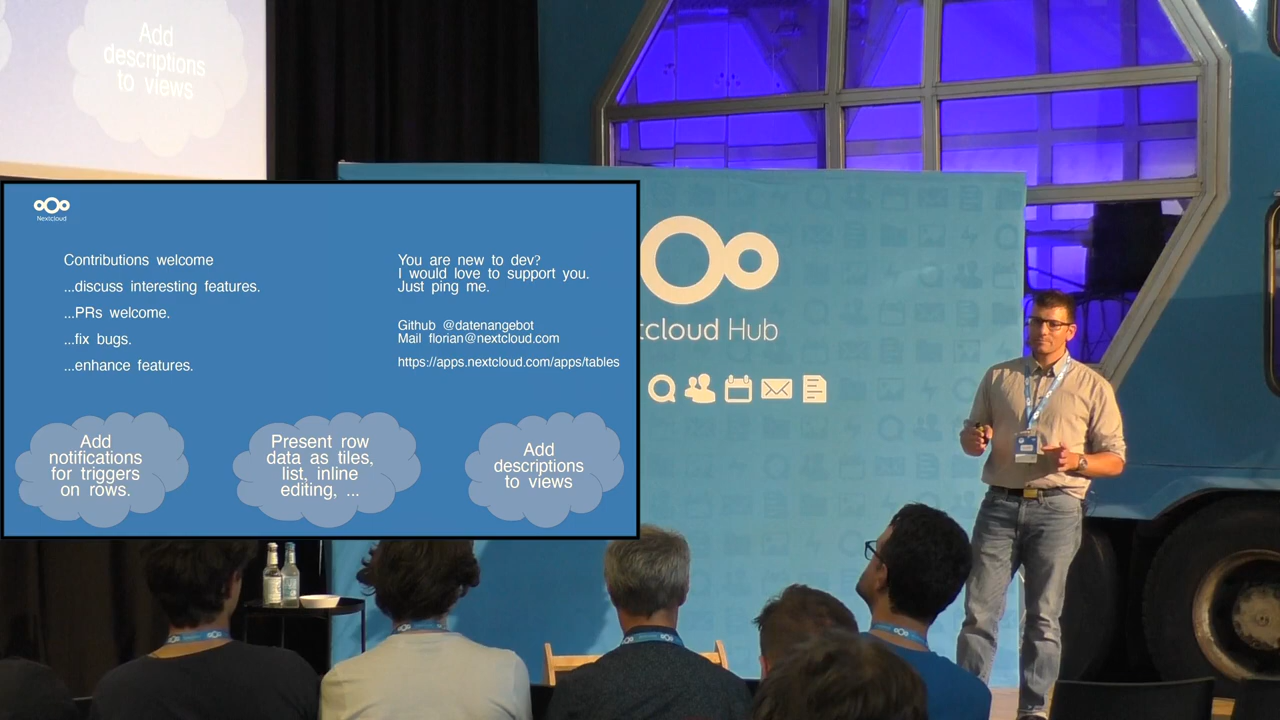 Add
descriptions
to views
Nextcloud
Contributions welcome
...discuss interesting features.
...PRs welcome.
...fix bugs.
...enhance features.
You are new to dev?
I would love to support you.
Just ping me.
Github @datenangebot
Mail florian@nextcloud.com
https://apps.nextcloud.com/apps/tables
Add
notifications
for triggers
on rows.
Present row
data as tiles,
list, inline
editing, ...
Add
descriptions
to views
tcloud Hub